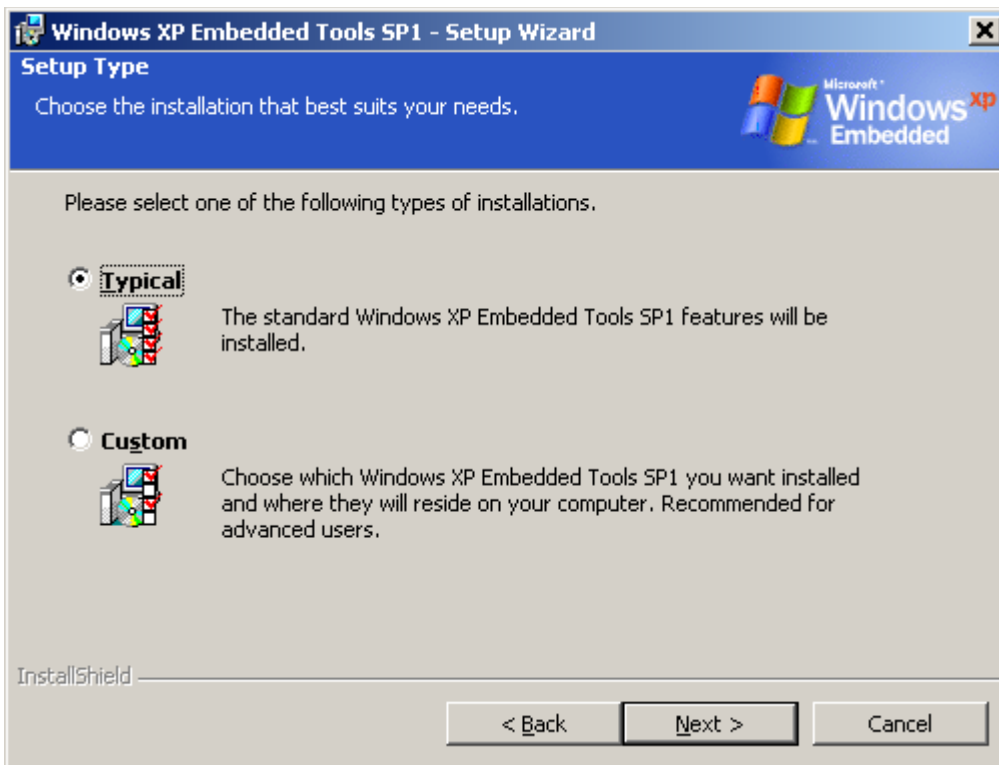 Windows XP Embedded Tools SP1 - Setup Wizard
Setup Type
Choose the installation that best suits your needs.
Microsoft
Windows xp
Embedded
Please select one of the following types of installations.
Typical
The standard Windows XP Embedded Tools SP1 features will be
installed.
Custom
Choose which Windows XP Embedded Tools SP1 you want installed
and where they will reside on your computer. Recommended for
advanced users.
InstallShield
< Back
Next >
Cancel